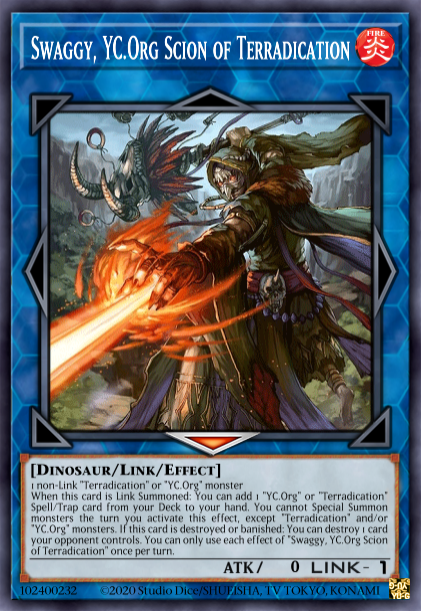 Swaggy, YC.Org Scion of Terradication
FIRE
炎
[Dinosaur/Link/Effect]
1 non-Link "Terradication" or "YC.Org" monster
When this card is Link Summoned: You can add 1 "YC.Org" or "Terradication"
Spell/Trap card from your Deck to your hand. You cannot Special Summon
monsters the turn you activate this effect, except "Terradication" and/or
"YC.Org" monsters. If this card is destroyed or banished: You can destroy 1 card
your opponent controls. You can only use each effect of "Swaggy, YC.Org Scion
of Terradication" once per turn.
ATK/ 0 LINK-1
102400232 ©2020 Studio Dice/SHUEISHA, TV TOKYO, KONAMI